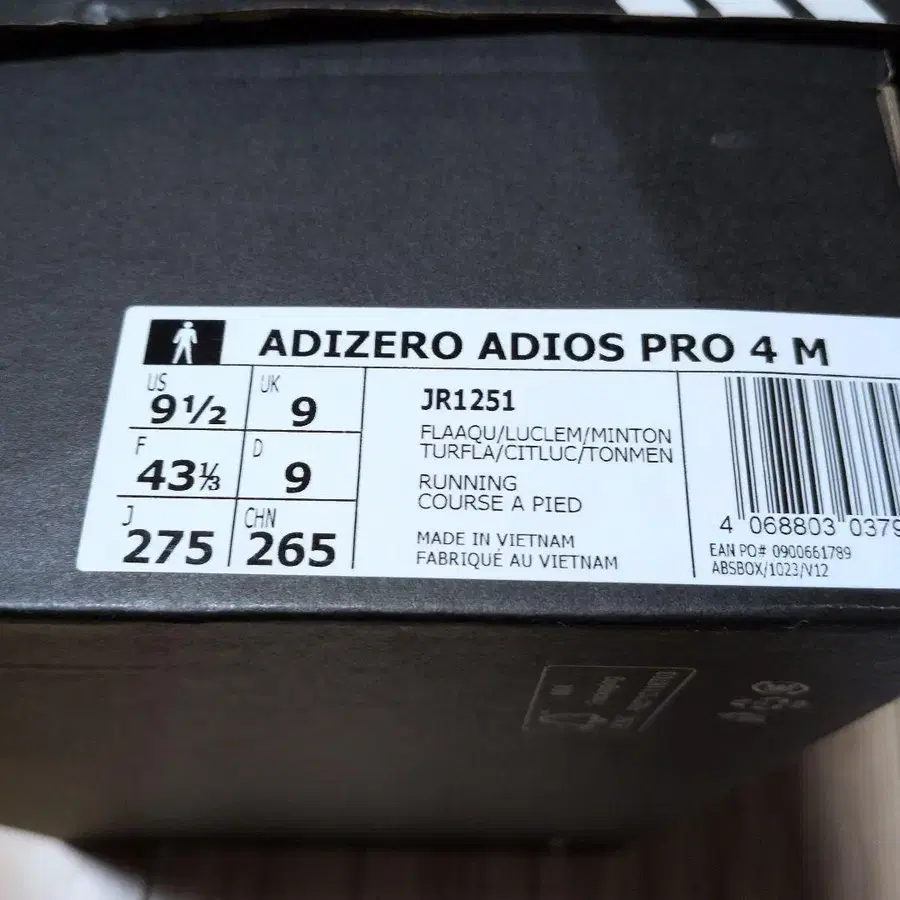 ADIZERO ADIOS PRO 4 M
US 9½ UK 9
F 43⅓ D 9
J 275 CHN 265
JR1251
FLAAQU/LUCLEM/MINTON
TURFLA/CITLUC/TONMEN
RUNNING
COURSE A PIED
MADE IN VIETNAM
FABRIQUÉ AU VIETNAM
4 068803 0379
EAN PO# 0900661789
ABSBOX/1023/V12